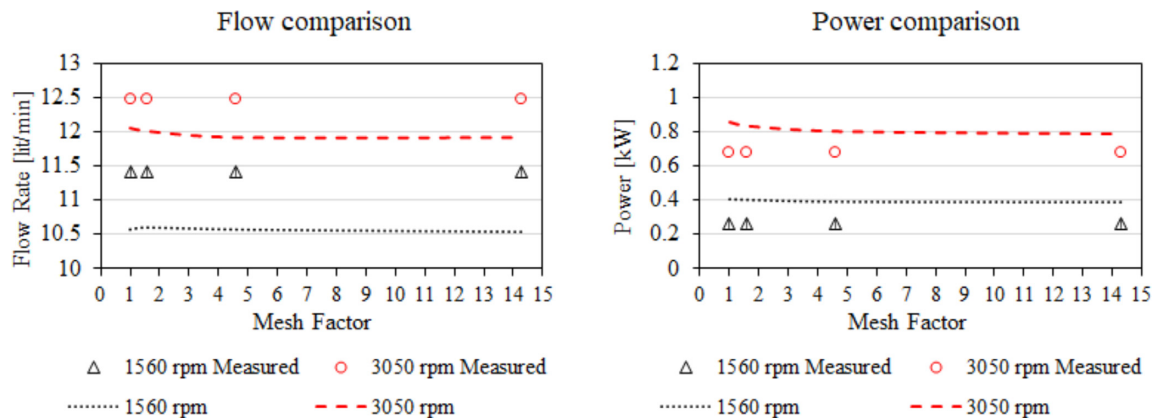 Flow comparison
13
12.5
12
11.5
11
10.5
10
Flow Rate [lit/min]
0 1 2 3 4 5 6 7 8 9 10 11 12 13 14 15
Mesh Factor
1560 rpm Measured
3050 rpm Measured
1560 rpm
3050 rpm
Power comparison
1.2
1
0.8
0.6
0.4
0.2
0
Power [kW]
0 1 2 3 4 5 6 7 8 9 10 11 12 13 14 15
Mesh Factor
1560 rpm Measured
3050 rpm Measured
1560 rpm
3050 rpm